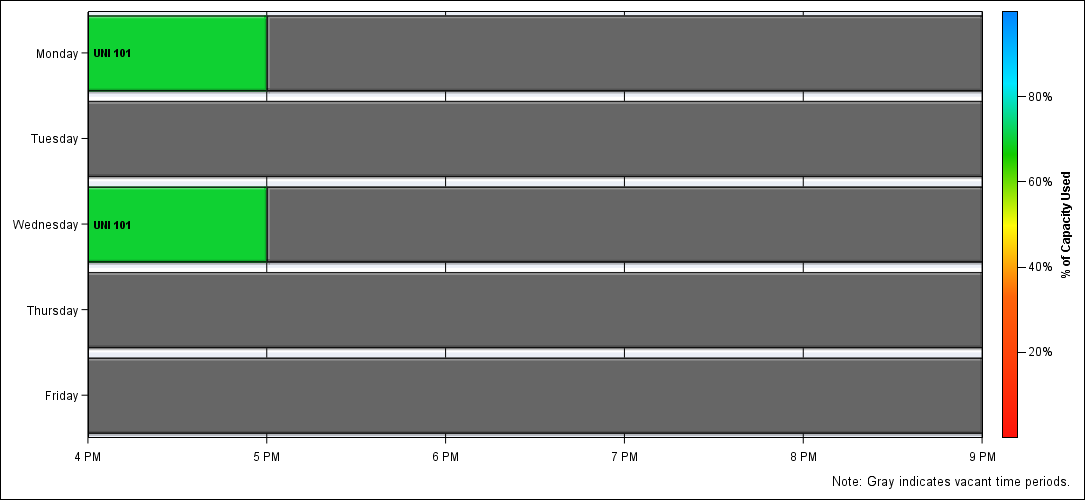 Monday
UNI 101
Tuesday
Wednesday
UNI 101
Thursday
Friday
4 PM
5 PM
6 PM
7 PM
8 PM
9 PM
80%
60%
40%
20%
% of Capacity Used
Note: Gray indicates vacant time periods.